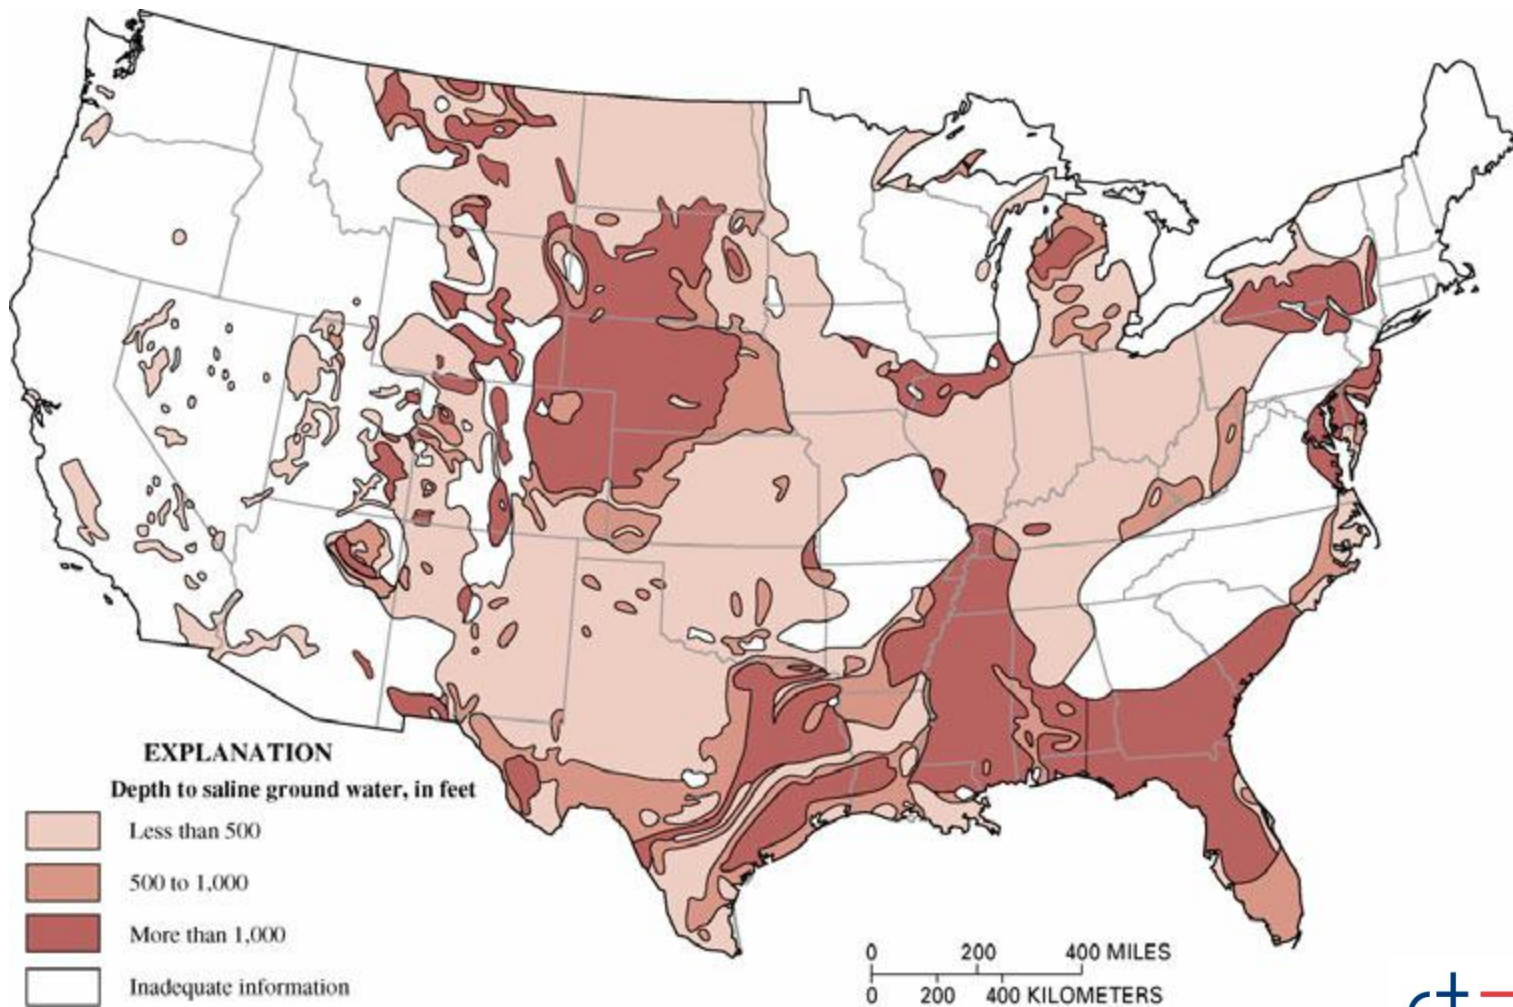 EXPLANATION
Depth to saline ground water, in feet
Less than 500
500 to 1,000
More than 1,000
Inadequate information
0 200 400 MILES
0 200 400 KILOMETERS